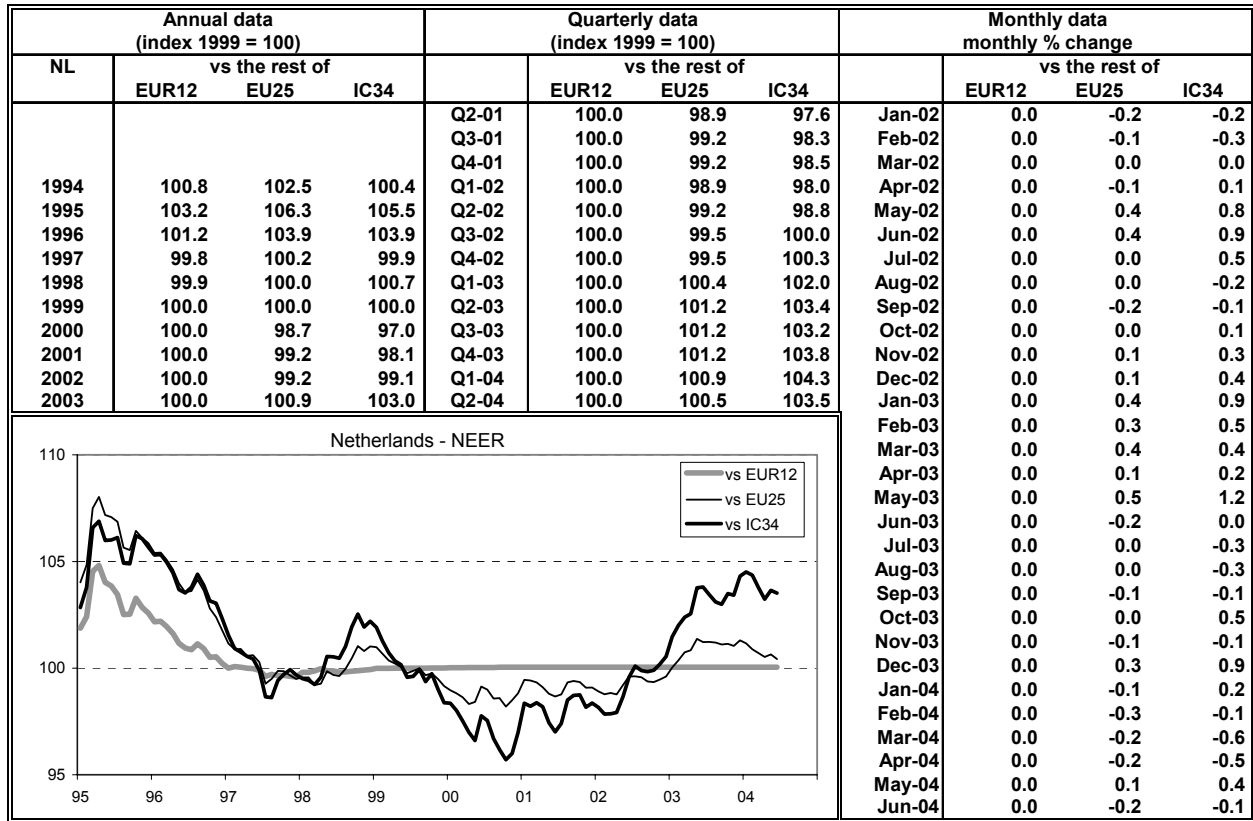 Annual data
(index 1999 = 100)
NL vs the rest of
EUR12 EU25 IC34
1994 100.8 102.5 100.4
1995 103.2 106.3 105.5
1996 101.2 103.9 103.9
1997 99.8 100.2 99.9
1998 99.9 100.0 100.7
1999 100.0 100.0 100.0
2000 100.0 98.7 97.0
2001 100.0 99.2 98.1
2002 100.0 99.2 99.1
2003 100.0 100.9 103.0
Quarterly data
(index 1999 = 100)
vs the rest of
EUR12 EU25 IC34
Q2-01 100.0 98.9 97.6
Q3-01 100.0 99.2 98.3
Q4-01 100.0 99.2 98.5
Q1-02 100.0 98.9 98.0
Q2-02 100.0 99.2 98.8
Q3-02 100.0 99.5 100.0
Q4-02 100.0 99.5 100.3
Q1-03 100.0 100.4 102.0
Q2-03 100.0 101.2 103.4
Q3-03 100.0 101.2 103.2
Q4-03 100.0 101.2 103.8
Q1-04 100.0 100.9 104.3
Q2-04 100.0 100.5 103.5
Monthly data
monthly % change
vs the rest of
EUR12 EU25 IC34
Jan-02 0.0 -0.2 -0.2
Feb-02 0.0 -0.1 -0.3
Mar-02 0.0 0.0 0.0
Apr-02 0.0 -0.1 0.1
May-02 0.0 0.4 0.8
Jun-02 0.0 0.4 0.9
Jul-02 0.0 0.0 0.5
Aug-02 0.0 0.0 -0.2
Sep-02 0.0 -0.2 -0.1
Oct-02 0.0 0.0 0.1
Nov-02 0.0 0.1 0.3
Dec-02 0.0 0.1 0.4
Jan-03 0.0 0.4 0.9
Feb-03 0.0 0.3 0.5
Mar-03 0.0 0.4 0.4
Apr-03 0.0 0.1 0.2
May-03 0.0 0.5 1.2
Jun-03 0.0 -0.2 0.0
Jul-03 0.0 0.0 -0.3
Aug-03 0.0 0.0 -0.3
Sep-03 0.0 -0.1 -0.1
Oct-03 0.0 0.0 0.5
Nov-03 0.0 -0.1 -0.1
Dec-03 0.0 0.3 0.9
Jan-04 0.0 -0.1 0.2
Feb-04 0.0 -0.3 -0.1
Mar-04 0.0 -0.2 -0.6
Apr-04 0.0 -0.2 -0.5
May-04 0.0 0.1 0.4
Jun-04 0.0 -0.2 -0.1
Netherlands - NEER
110
105
100
95
vs EUR12
vs EU25
vs IC34
95 96 97 98 99 00 01 02 03 04